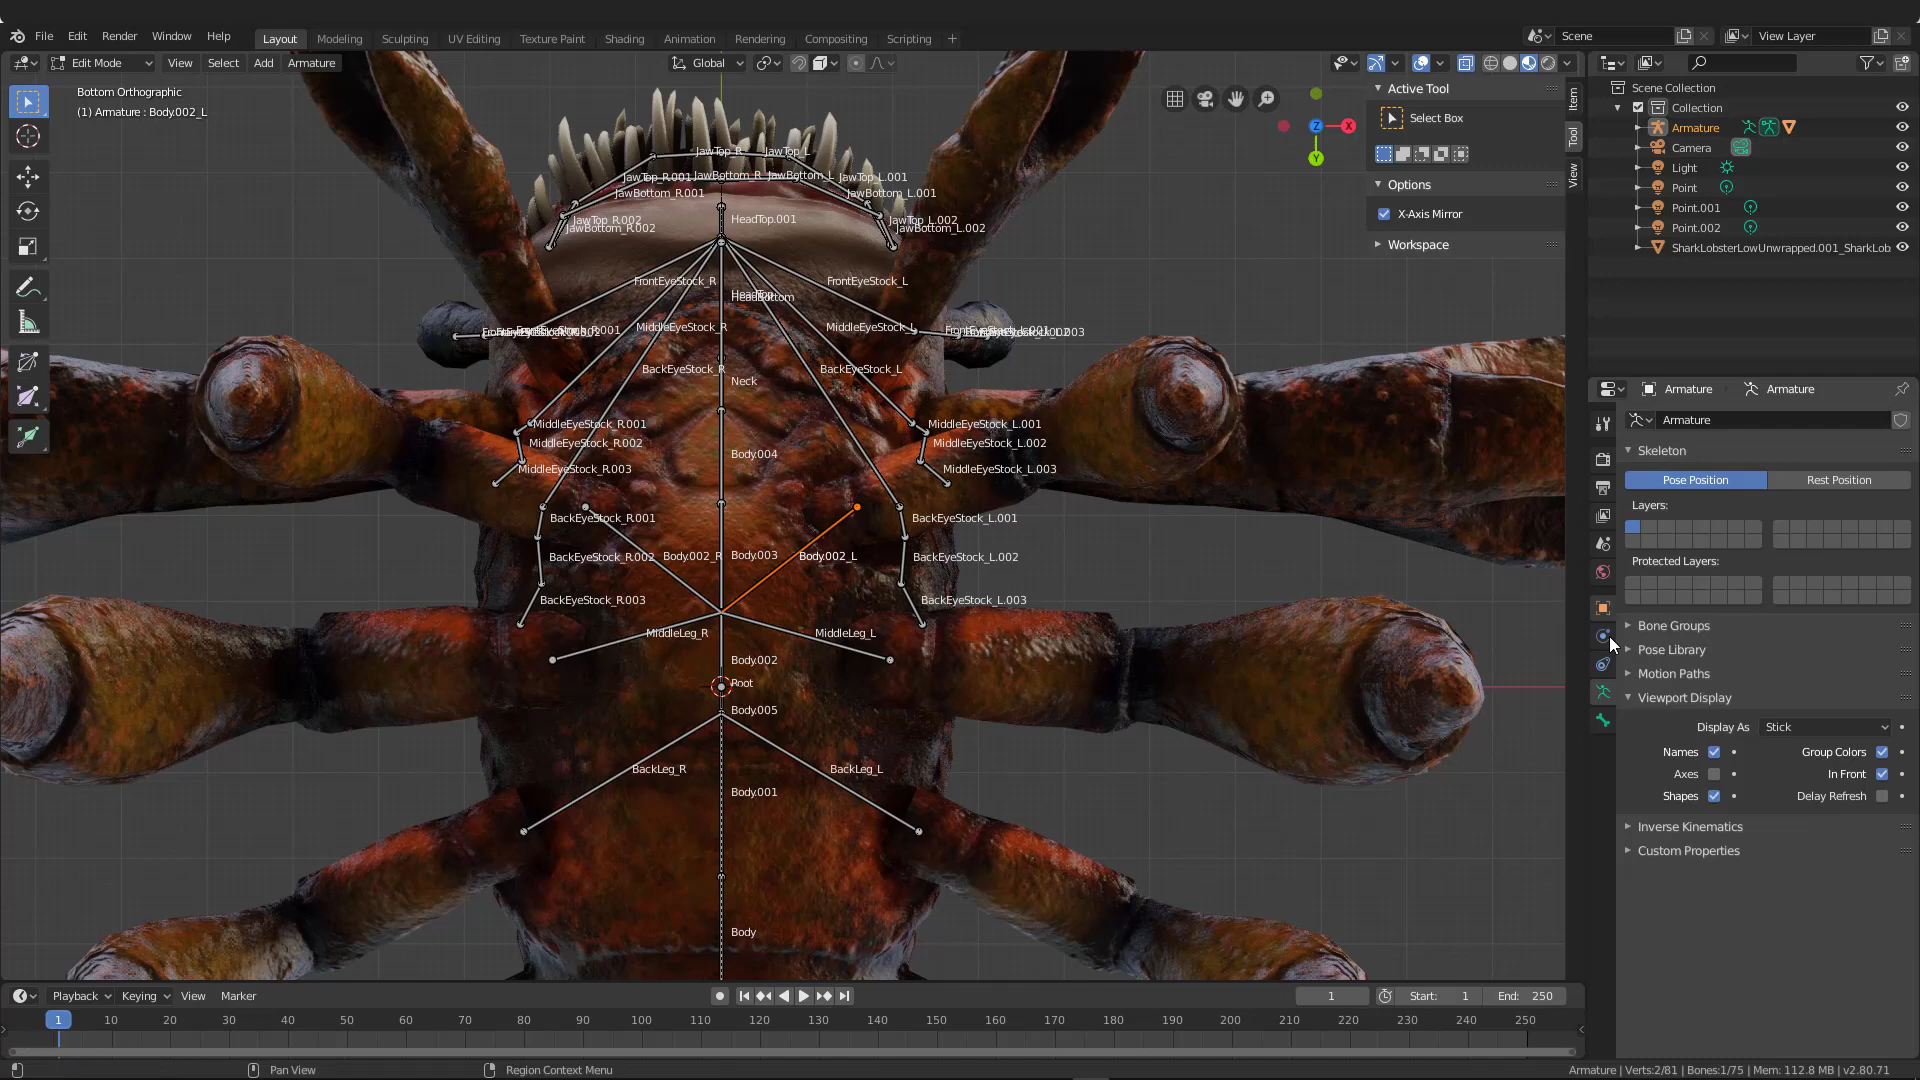 File Edit Render Window Help Layout Modeling Sculpting UV Editing Texture Paint Shading Animation Rendering Compositing Scripting + Scene View Layer
Edit Mode View Select Add Armature Global
Bottom Orthographic
(1) Armature : Body.002_L
Active Tool
Select Box
Options
X-Axis Mirror
Workspace
Item
Tool
View
Z X
Y
Scene Collection
Collection
Armature
Camera
Light
Point
Point.001
Point.002
SharkLobsterLowUnwrapped.001_SharkLob
JawTop_R JawTop_L
JawTop_R.001 JawBottom_R JawBottom_L JawTop_L.001
JawBottom_R.001 JawBottom_L.001
JawTop_R.002 HeadTop.001 JawTop_L.002
JawBottom_R.002 JawBottom_L.002
FrontEyeStock_R FrontEyeStock_L
HeadBottom
MiddleEyeStock_R MiddleEyeStock_L
BackEyeStock_R BackEyeStock_L
Neck
MiddleEyeStock_R.001 MiddleEyeStock_L.001
MiddleEyeStock_R.002 MiddleEyeStock_L.002
Body.004
MiddleEyeStock_R.003 MiddleEyeStock_L.003
BackEyeStock_R.001 BackEyeStock_L.001
BackEyeStock_R.002 Body.002_R Body.003 Body.002_L BackEyeStock_L.002
BackEyeStock_R.003 BackEyeStock_L.003
MiddleLeg_R MiddleLeg_L
Body.002
Root
Body.005
BackLeg_R BackLeg_L
Body.001
Body
Armature Armature
Armature
Skeleton
Pose Position Rest Position
Layers:
Protected Layers:
Bone Groups
Pose Library
Motion Paths
Viewport Display
Display As Stick
Names Group Colors
Axes In Front
Shapes Delay Refresh
Inverse Kinematics
Custom Properties
Playback Keying View Marker 1 Start: 1 End: 250
1 10 20 30 40 50 60 70 80 90 100 110 120 130 140 150 160 170 180 190 200 210 220 230 240 250
Pan View Region Context Menu Armature | Verts:2/81 | Bones:1/75 | Mem: 112.8 MB | v2.80.71